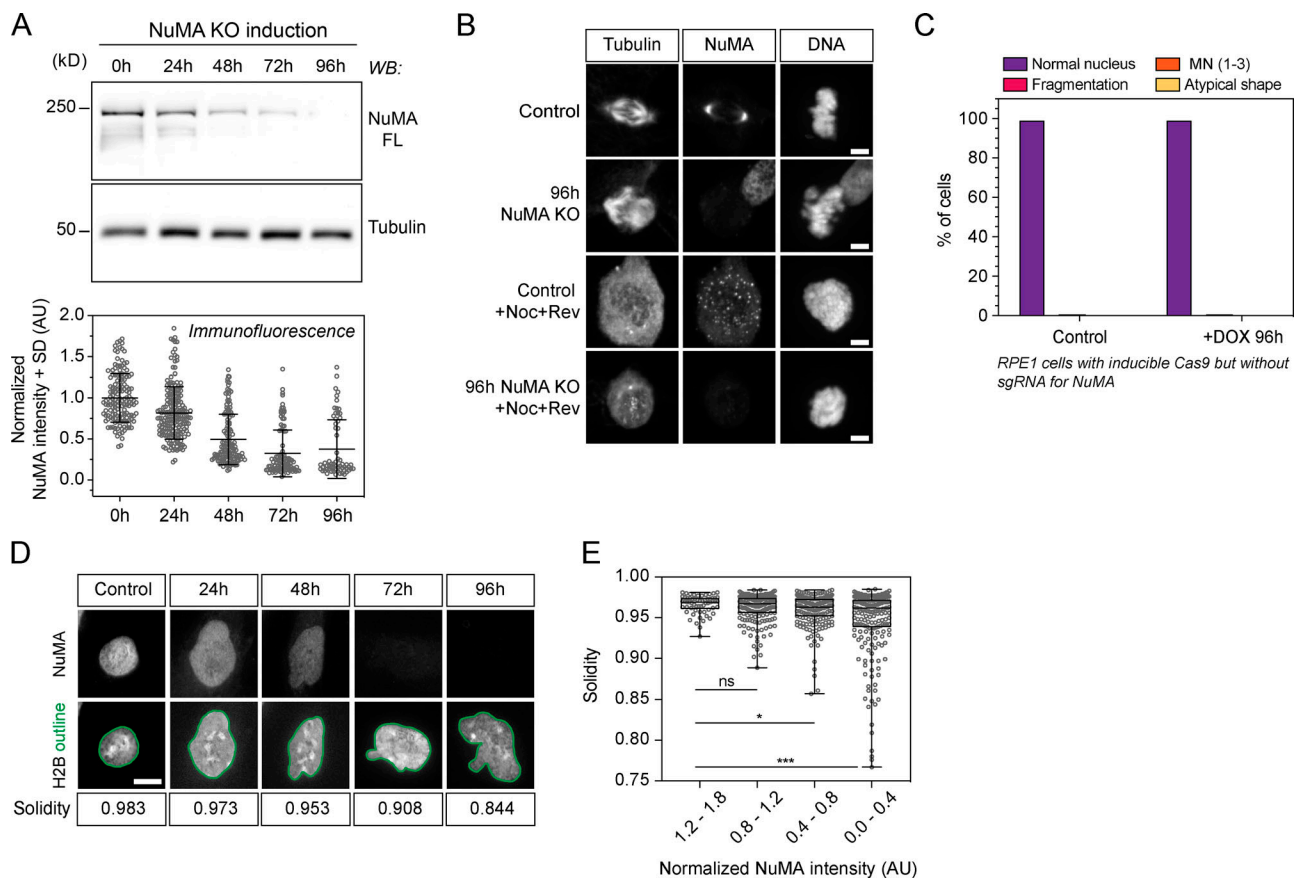 A
NuMA KO induction
(kD)
0h 24h 48h 72h 96h WB:
250
NuMA
FL
50
Tubulin
Normalized
NuMA intensity + SD (AU)
Immunofluorescence
2.0
1.5
1.0
0.5
0.0
0h 24h 48h 72h 96h
B
Tubulin NuMA DNA
Control
96h
NuMA KO
Control
+Noc+Rev
96h NuMA KO
+Noc+Rev
C
Normal nucleus MN (1-3)
Fragmentation Atypical shape
% of cells
100
80
60
40
20
0
Control +DOX 96h
RPE1 cells with inducible Cas9 but without
sgRNA for NuMA
D
Control 24h 48h 72h 96h
NuMA
H2B outline
Solidity 0.983 0.973 0.953 0.908 0.844
E
Solidity
1.00
0.95
0.90
0.85
0.80
0.75
ns
*
***
1.2 - 1.8 0.8 - 1.2 0.4 - 0.8 0.0 - 0.4
Normalized NuMA intensity (AU)